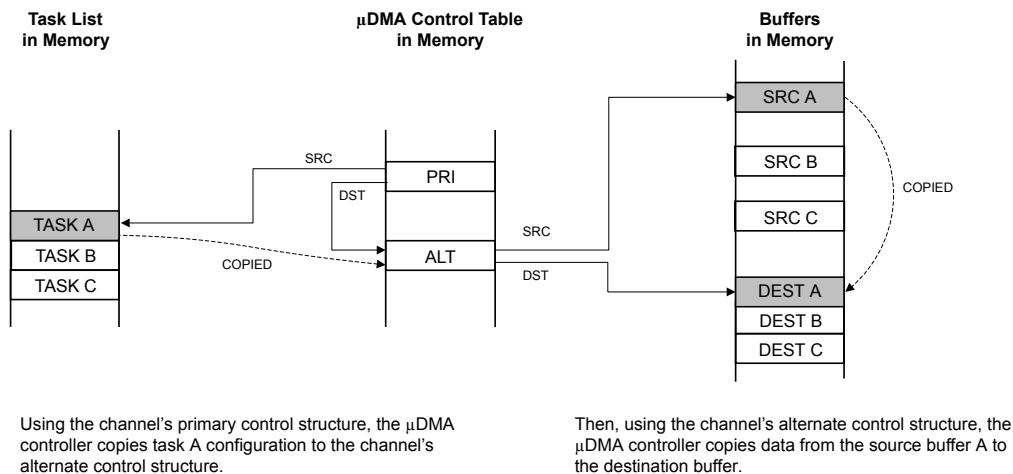 Task List
in Memory
µDMA Control Table
in Memory
Buffers
in Memory
SRC A
SRC
PRI
SRC B
DST
COPIED
TASK A
SRC C
SRC
TASK B
ALT
COPIED
DST
TASK C
DEST A
DEST B
DEST C
Using the channel's primary control structure, the µDMA
controller copies task A configuration to the channel's
alternate control structure.
Then, using the channel's alternate control structure, the
µDMA controller copies data from the source buffer A to
the destination buffer.